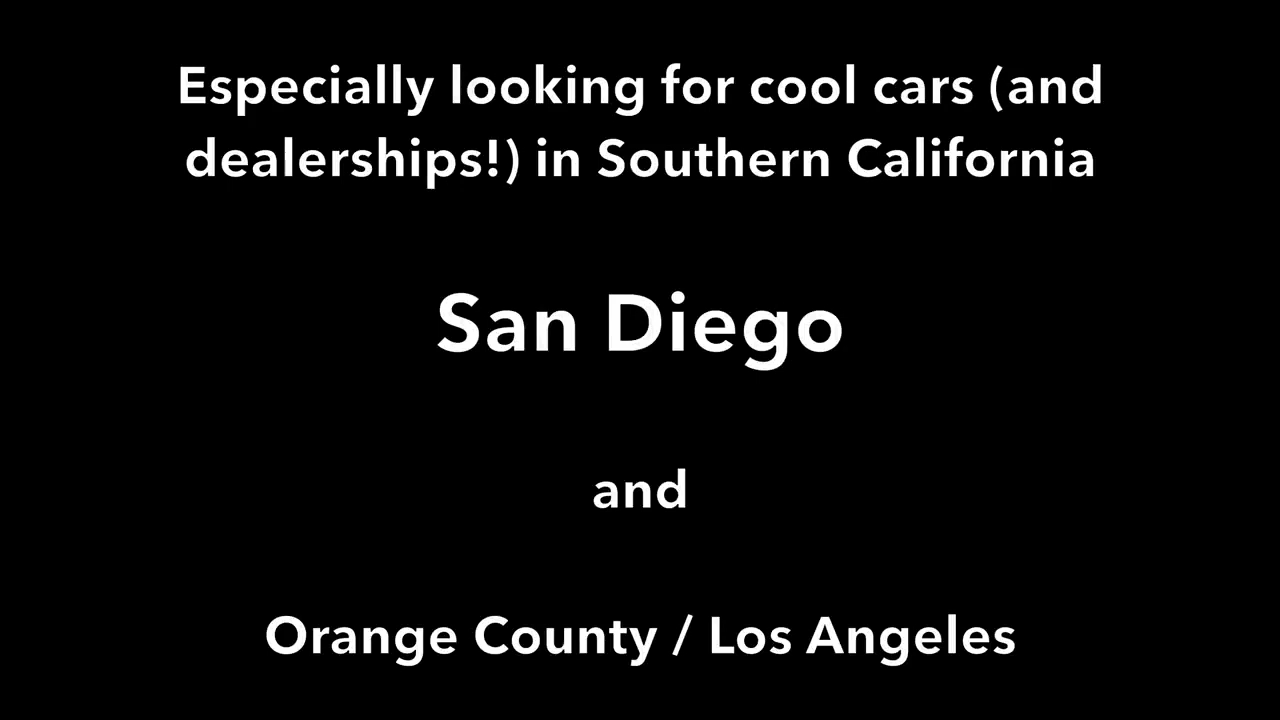 Especially looking for cool cars (and
dealerships!) in Southern California
San Diego
and
Orange County / Los Angeles